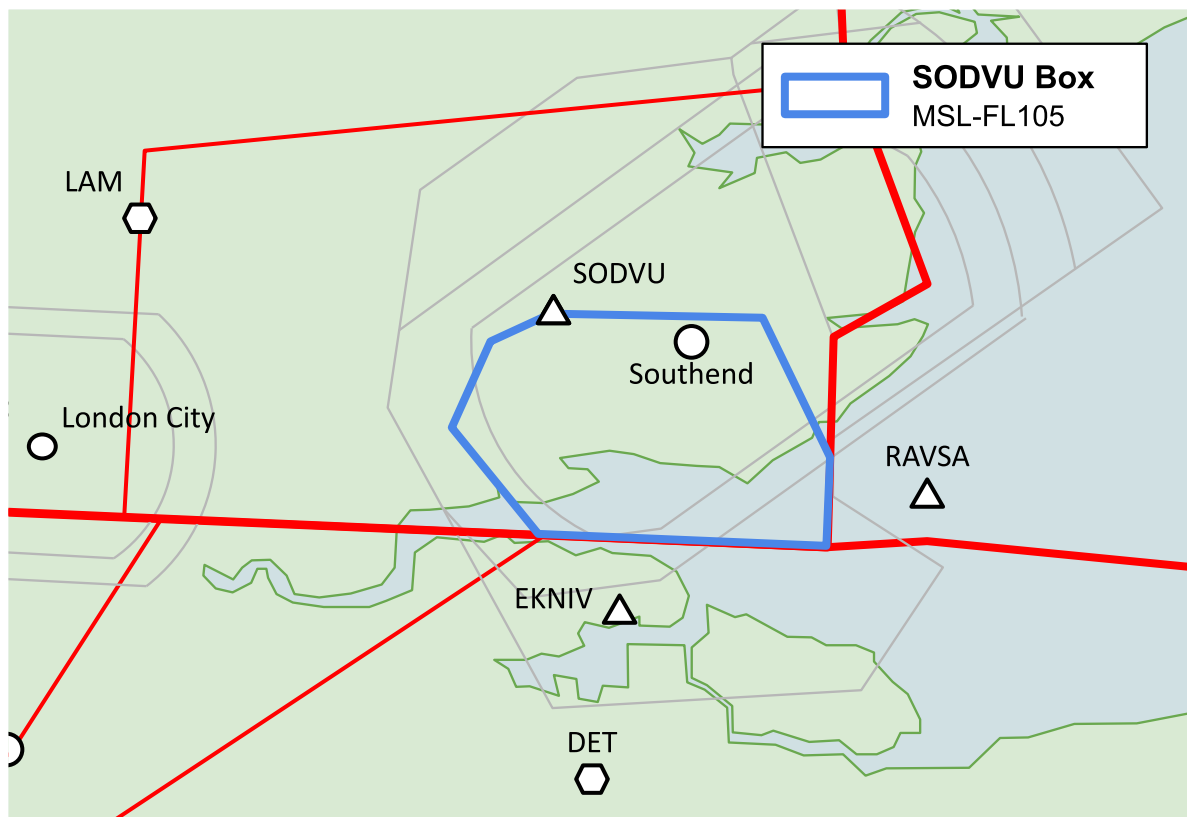 SODVU Box
MSL-FL105
LAM
SODVU
Southend
London City
RAVSA
EKNIV
DET